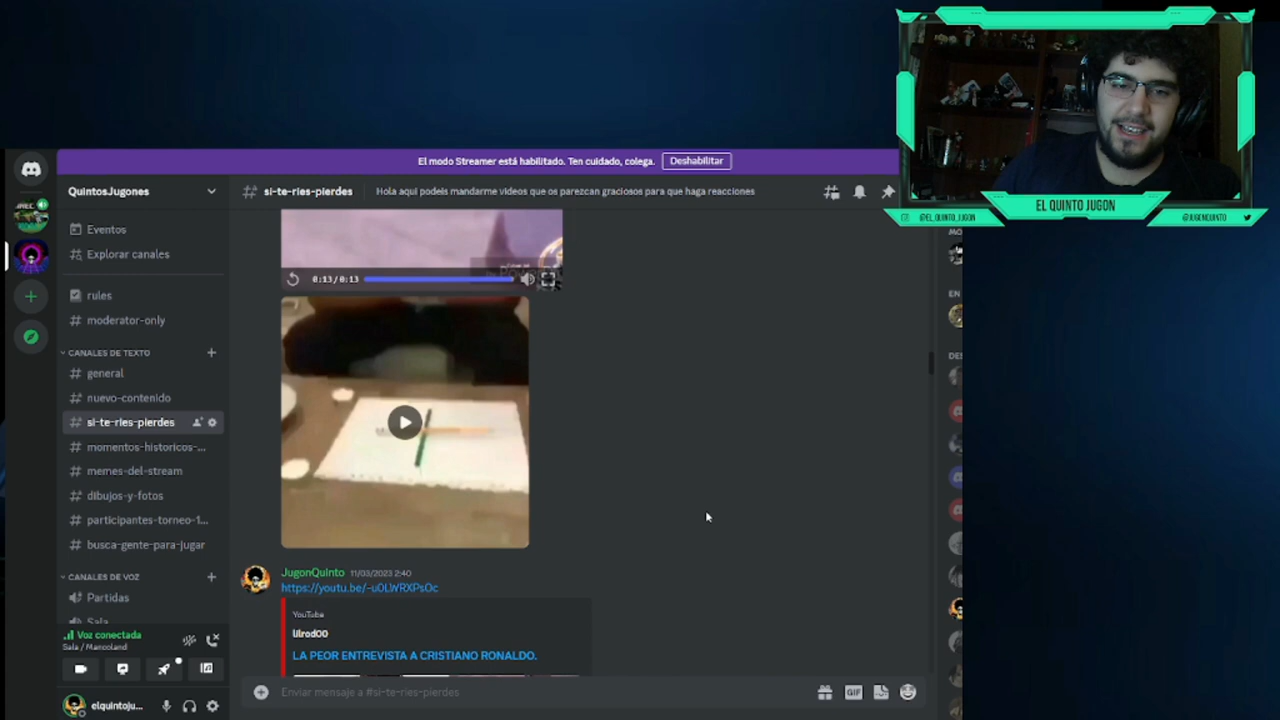 El modo Streamer está habilitado. Ten cuidado, colega. Deshabilitar
EL QUINTO JUGON
@EL_QUINTO_JUGON
@JUGONQUINTO
QuintosJugones
si-te-ries-pierdes
Hola aqui podeis mandarme videos que os parezcan graciosos para que haga reacciones
Eventos
Explorar canales
rules
moderator-only
CANALES DE TEXTO
general
nuevo-contenido
si-te-ries-pierdes
momentos-historicos-...
memes-del-stream
dibujos-y-fotos
participantes-torneo-1...
busca-gente-para-jugar
CANALES DE VOZ
Partidas
Sala
Voz conectada
Sala / Mancoland
elquintoju...
0:13/0:13
JugonQuinto 11/03/2023 2:40
https://youtu.be/-u0LWRXPsOc
YouTube
lilrod00
LA PEOR ENTREVISTA A CRISTIANO RONALDO.
Enviar mensaje a #si-te-ries-pierdes
GIF
EN